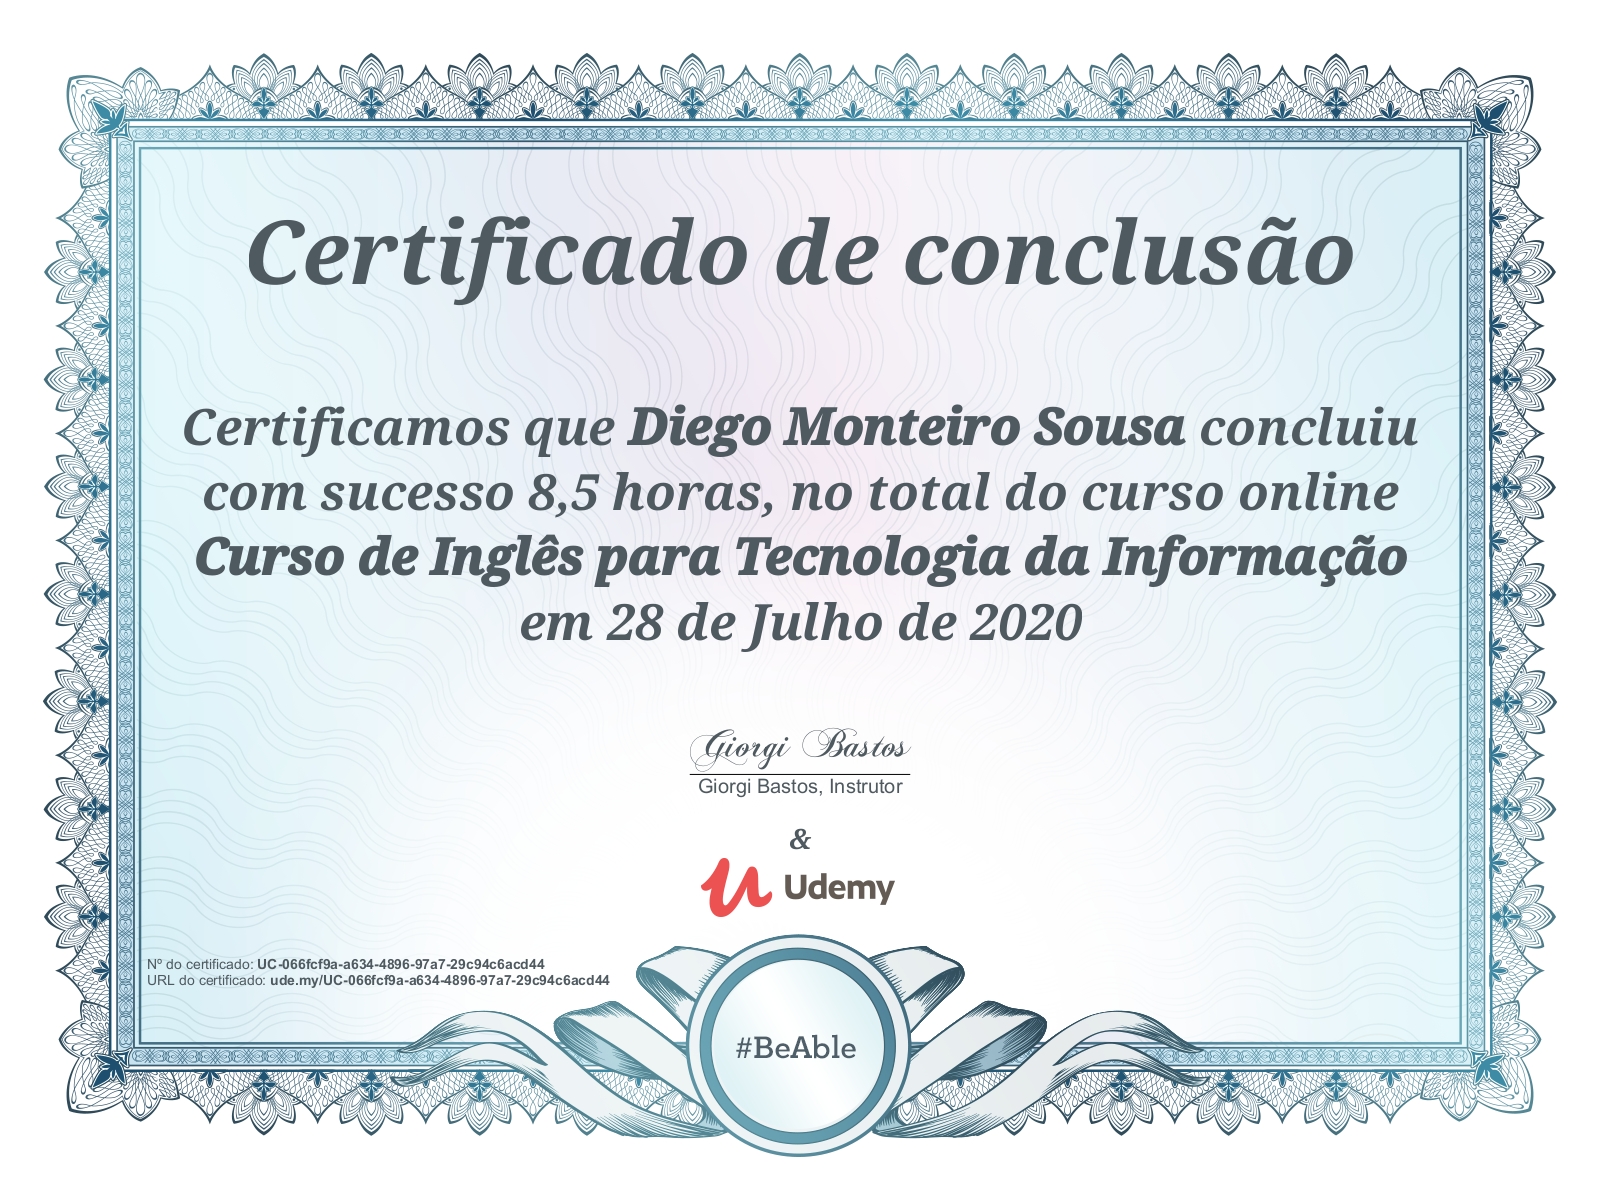 Certificado de conclusão
Certificamos que Diego Monteiro Sousa concluiu
com sucesso 8,5 horas, no total do curso online
Curso de Inglês para Tecnologia da Informação
em 28 de Julho de 2020
Giorgi Bastos
Giorgi Bastos, Instrutor
&
Udemy
Nº do certificado: UC-066fcf9a-a634-4896-97a7-29c94c6acd44
URL do certificado: ude.my/UC-066fcf9a-a634-4896-97a7-29c94c6acd44
#BeAble